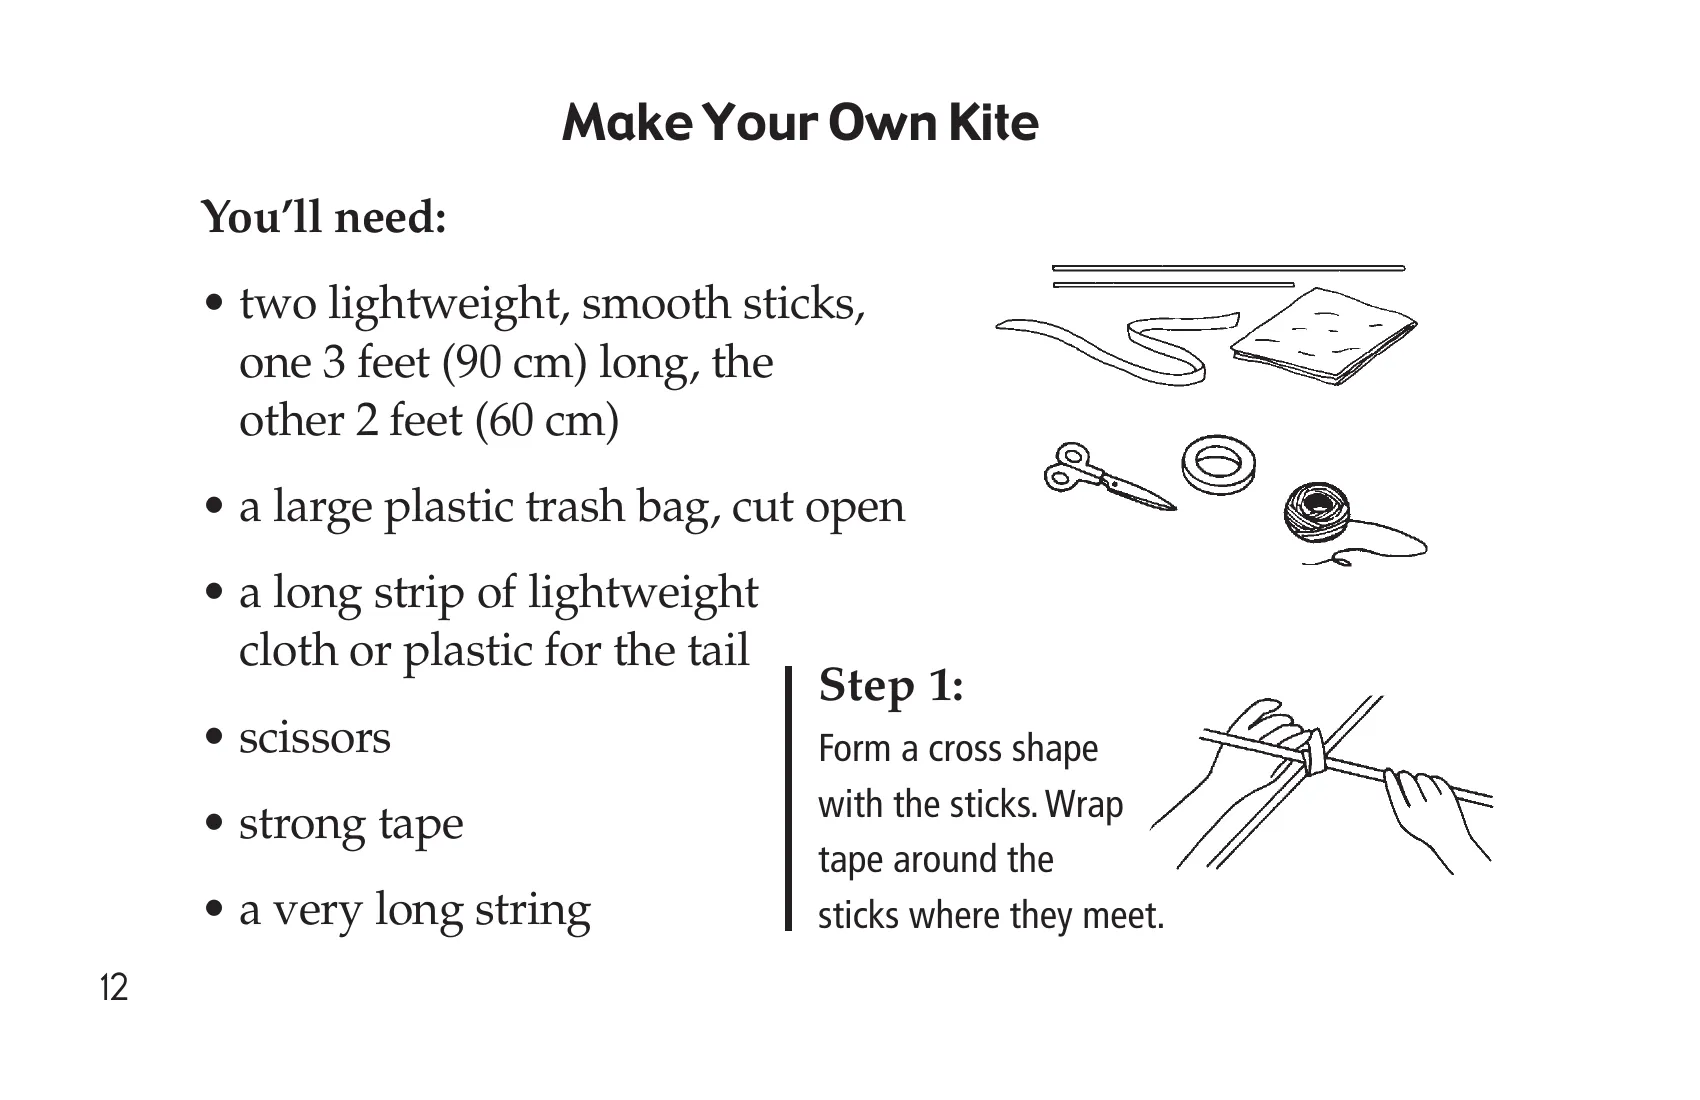 Make Your Own Kite
You’ll need:
• two lightweight, smooth sticks,
one 3 feet (90 cm) long, the
other 2 feet (60 cm)
• a large plastic trash bag, cut open
• a long strip of lightweight
cloth or plastic for the tail
• scissors
• strong tape
• a very long string
Step 1:
Form a cross shape
with the sticks. Wrap
tape around the
sticks where they meet.
12